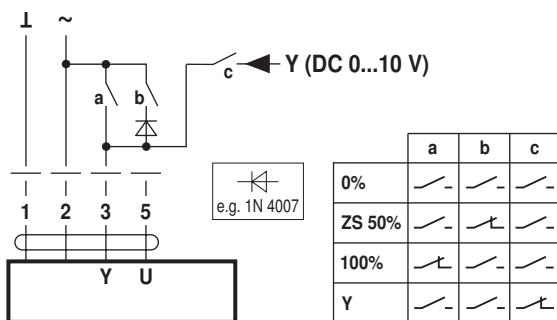 ⊥ ~
c Y (DC 0...10 V)
a b
1 2 3 5
Y U
e.g. 1N 4007
a b c
0%
ZS 50%
100%
Y